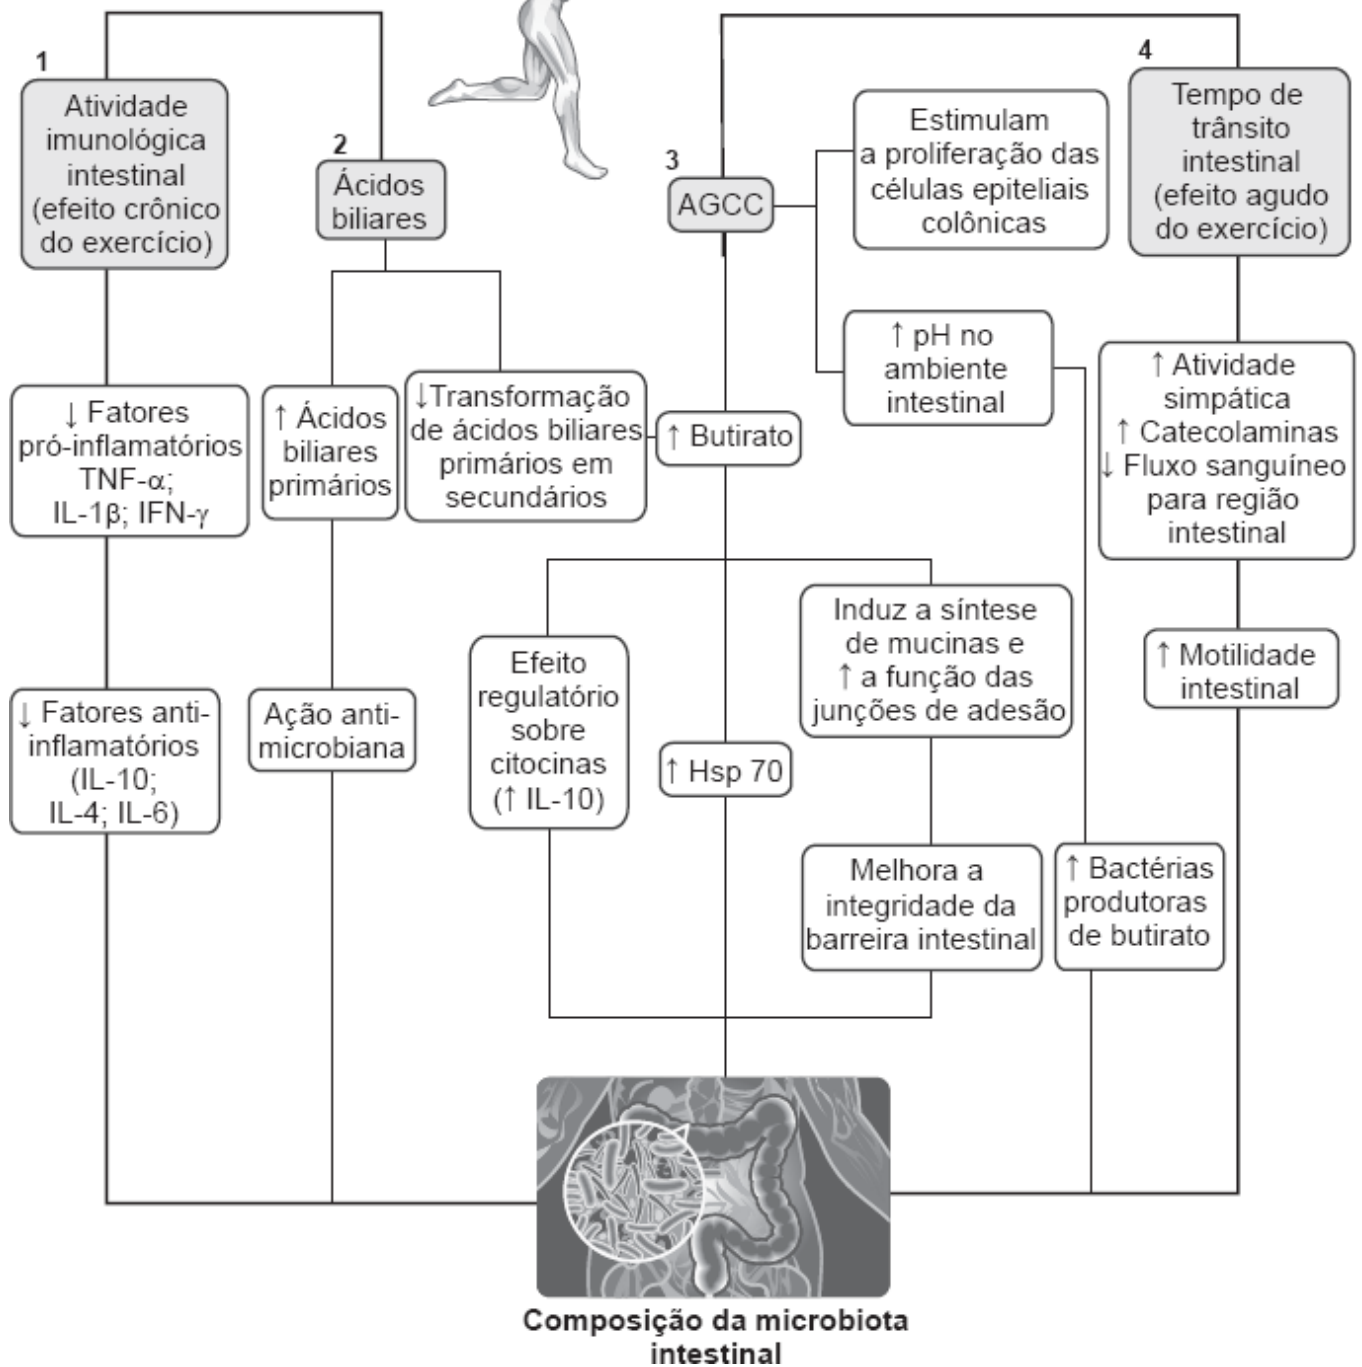 1
Atividade
imunológica
intestinal
(efeito crônico
do exercício)
2
Ácidos
biliares
3
AGCC
Estimulam
a proliferação das
células epiteliais
colônicas
4
Tempo de
trânsito
intestinal
(efeito agudo
do exercício)
↑ pH no
ambiente
intestinal
↓ Fatores
pró-inflamatórios
TNF-α;
IL-1β; IFN-γ
↑ Ácidos
biliares
primários
↓Transformação
de ácidos biliares
primários em
secundários
↑ Butirato
↑ Atividade
simpática
↑ Catecolaminas
↓ Fluxo sanguíneo
para região
intestinal
↓ Fatores anti-
inflamatórios
(IL-10;
IL-4; IL-6)
Ação anti-
microbiana
Efeito
regulatório
sobre
citocinas
(↑ IL-10)
↑ Hsp 70
Induz a síntese
de mucinas e
↑ a função das
junções de adesão
↑ Motilidade
intestinal
Melhora a
integridade da
barreira intestinal
↑ Bactérias
produtoras
de butirato
Composição da microbiota
intestinal